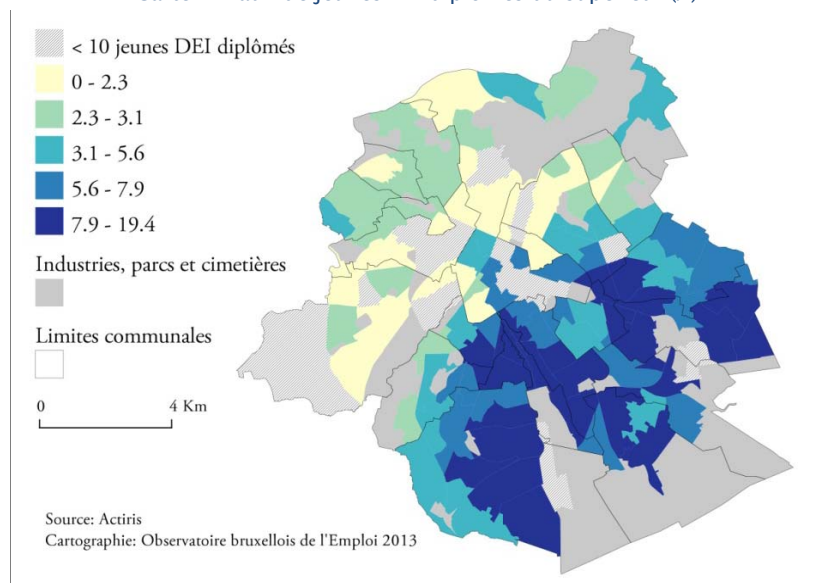 < 10 jeunes DEI diplômés
0 - 2.3
2.3 - 3.1
3.1 - 5.6
5.6 - 7.9
7.9 - 19.4
Industries, parcs et cimetières
Limites communales
0 4 Km
Source: Actiris
Cartographie: Observatoire bruxellois de l'Emploi 2013